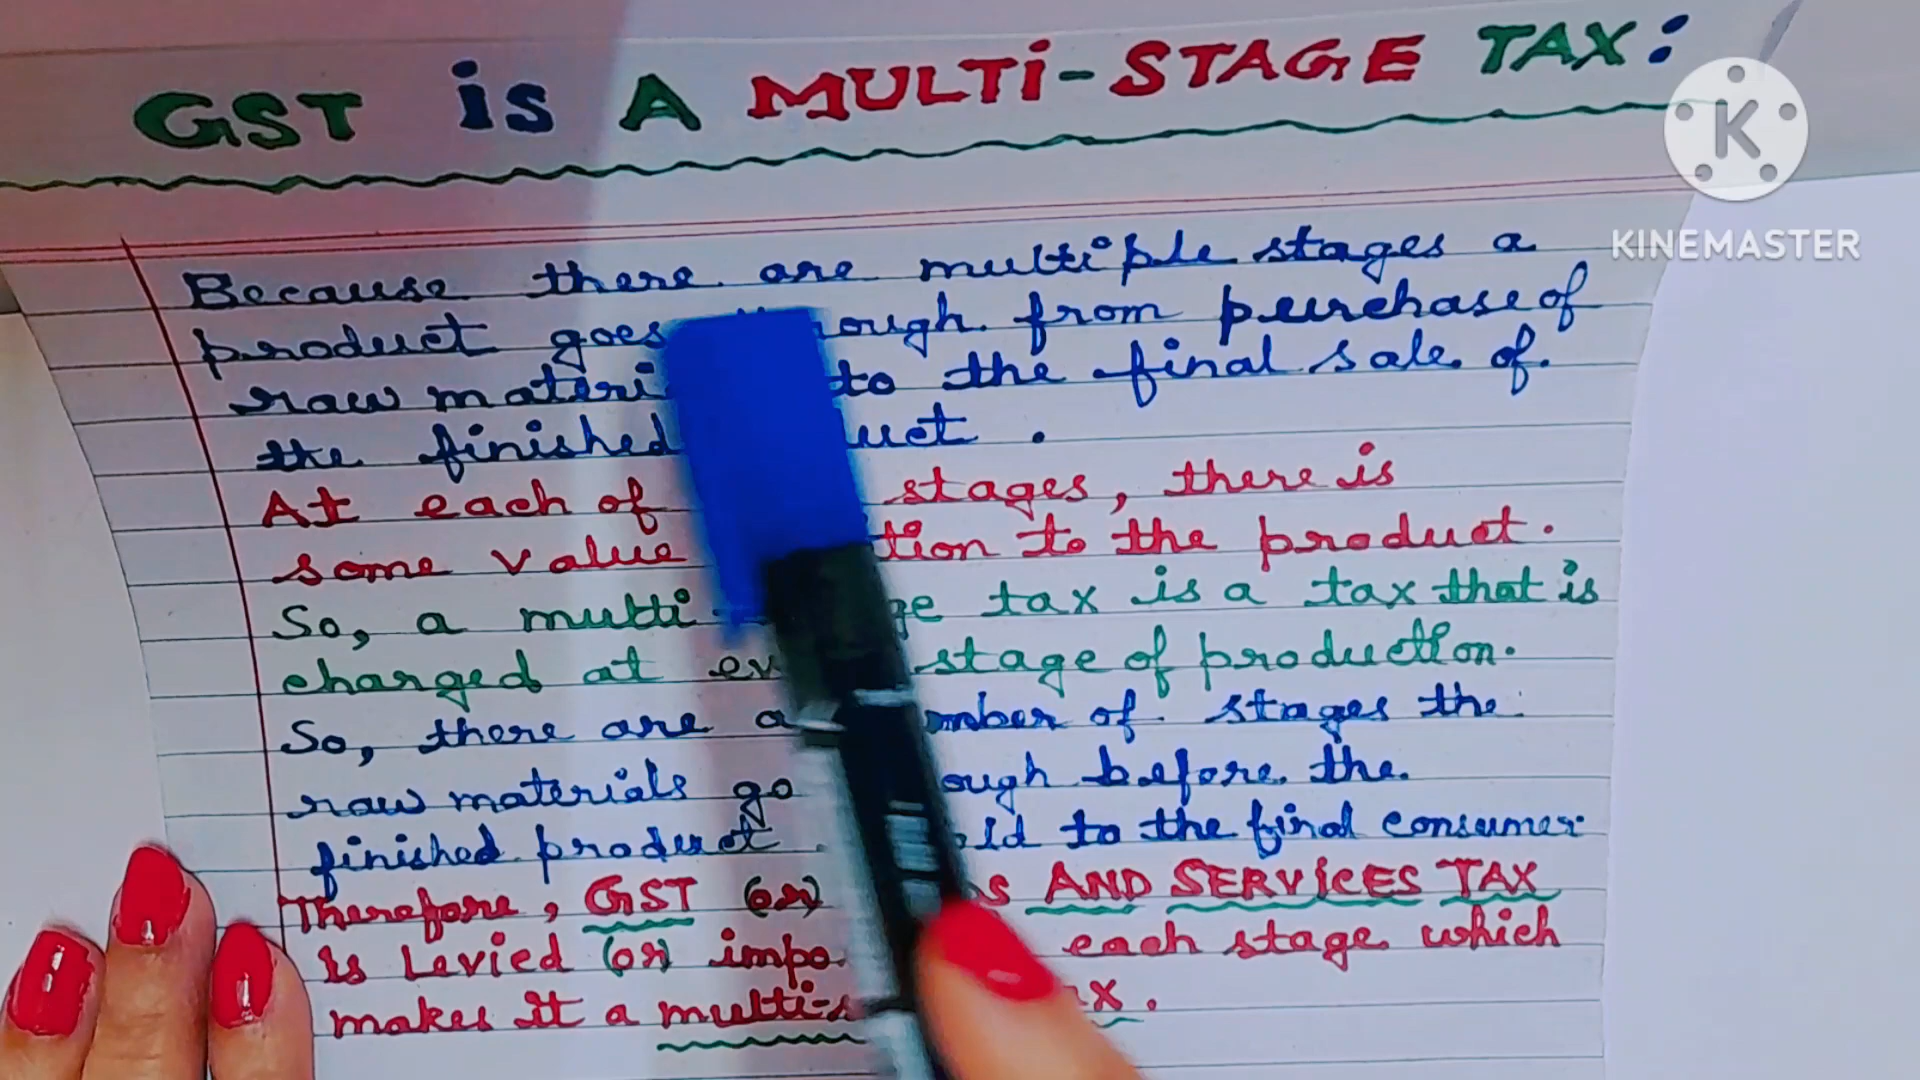 GST is A MULTI-STAGE TAX:
KINEMASTER
Because there are multiple stages a
product goes through from purchase of
raw materi to the final sale of
the finished uct.
At each of stages, there is
some value tion to the product.
So, a multi ge tax is a tax that is
charged at ev stage of production.
So, there are a mber of stages the
raw materials go ough before the
finished product old to the final consumer
Therefore, GST (or) s AND SERVICES TAX
is Levied (or) impo each stage which
makes it a multi-s ax.